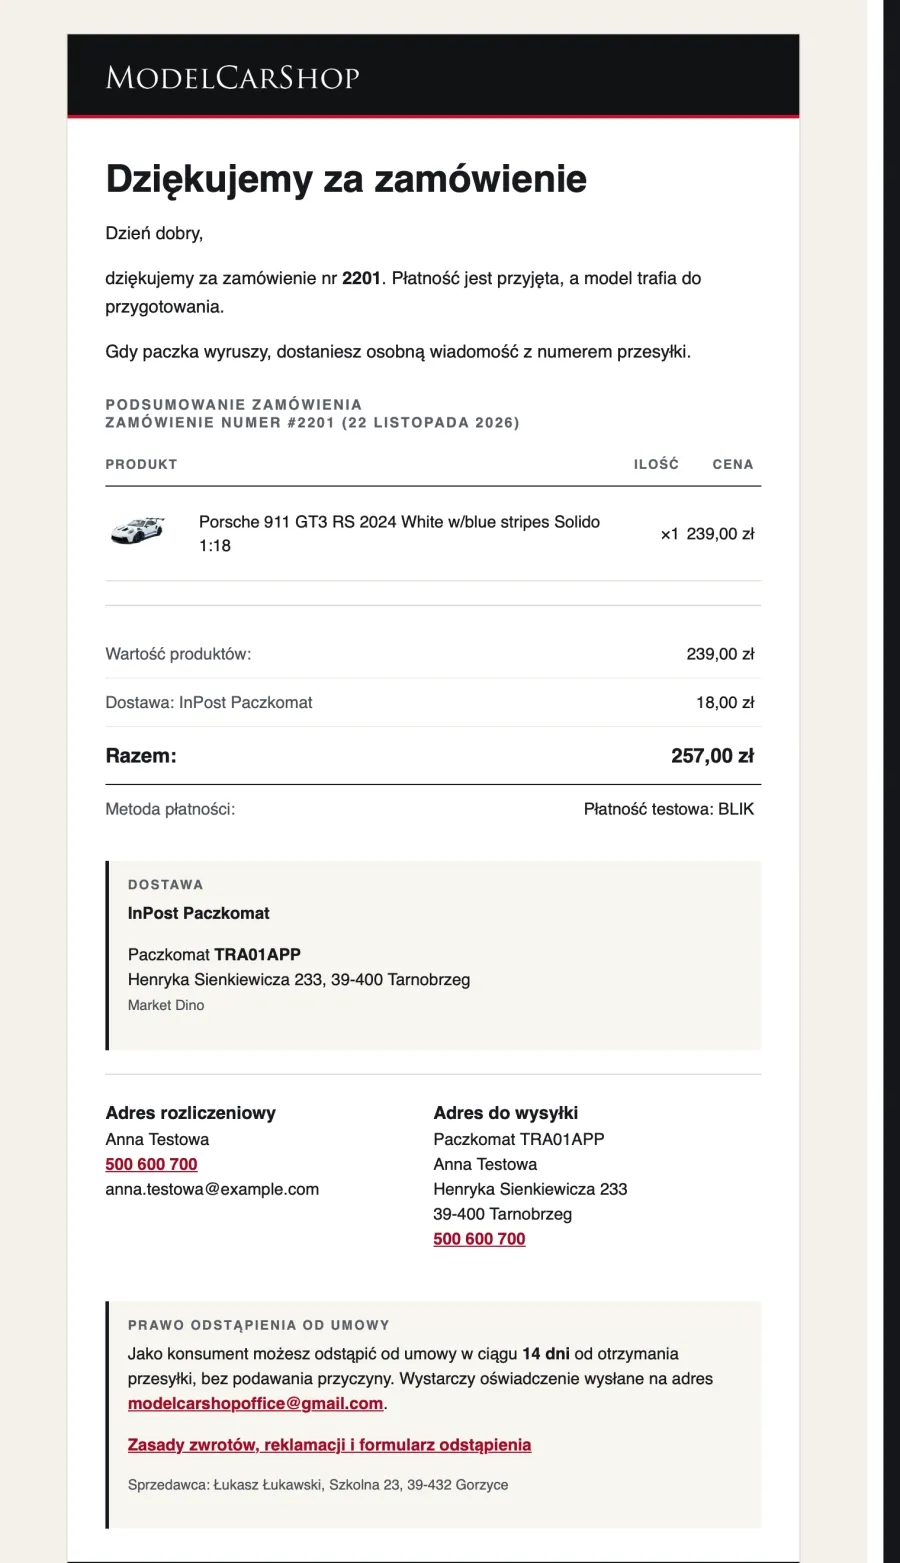 MODELCARSHOP
Dziękujemy za zamówienie
Dzień dobry,
dziękujemy za zamówienie nr 2201. Płatność jest przyjęta, a model trafia do
przygotowania.
Gdy paczka wyruszy, dostaniesz osobną wiadomość z numerem przesyłki.
PODSUMOWANIE ZAMÓWIENIA
ZAMÓWIENIE NUMER #2201 (22 LISTOPADA 2026)
PRODUKT ILOŚĆ CENA
Porsche 911 GT3 RS 2024 White w/blue stripes Solido
1:18
×1 239,00 zł
Wartość produktów: 239,00 zł
Dostawa: InPost Paczkomat 18,00 zł
Razem: 257,00 zł
Metoda płatności: Płatność testowa: BLIK
DOSTAWA
InPost Paczkomat
Paczkomat TRA01APP
Henryka Sienkiewicza 233, 39-400 Tarnobrzeg
Market Dino
Adres rozliczeniowy
Anna Testowa
500 600 700
anna.testowa@example.com
Adres do wysyłki
Paczkomat TRA01APP
Anna Testowa
Henryka Sienkiewicza 233
39-400 Tarnobrzeg
500 600 700
PRAWO ODSTĄPIENIA OD UMOWY
Jako konsument możesz odstąpić od umowy w ciągu 14 dni od otrzymania
przesyłki, bez podawania przyczyny. Wystarczy oświadczenie wysłane na adres
modelcarshopoffice@gmail.com.
Zasady zwrotów, reklamacji i formularz odstąpienia
Sprzedawca: Łukasz Łukawski, Szkolna 23, 39-432 Gorzyce